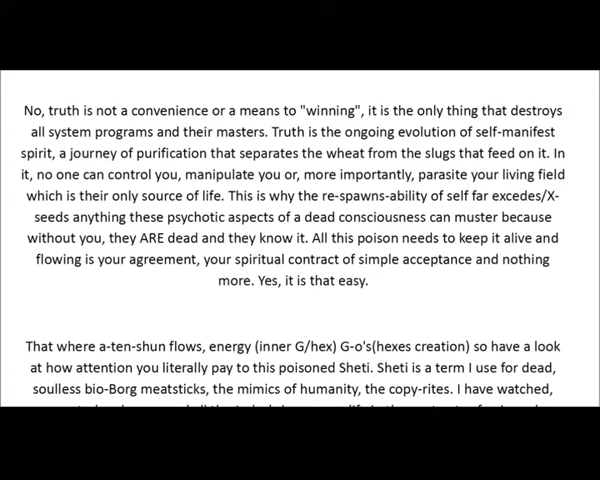 No, truth is not a convenience or a means to "winning", it is the only thing that destroys
all system programs and their masters. Truth is the ongoing evolution of self-manifest
spirit, a journey of purification that separates the wheat from the slugs that feed on it. In
it, no one can control you, manipulate you or, more importantly, parasite your living field
which is their only source of life. This is why the re-spawns-ability of self far excedes/X-
seeds anything these psychotic aspects of a dead consciousness can muster because
without you, they ARE dead and they know it. All this poison needs to keep it alive and
flowing is your agreement, your spiritual contract of simple acceptance and nothing
more. Yes, it is that easy.
That where a-ten-shun flows, energy (inner G/hex) G-o's(hexes creation) so have a look
at how attention you literally pay to this poisoned Sheti. Sheti is a term I use for dead,
soulless bio-Borg meatsticks, the mimics of humanity, the copy-rites. I have watched,